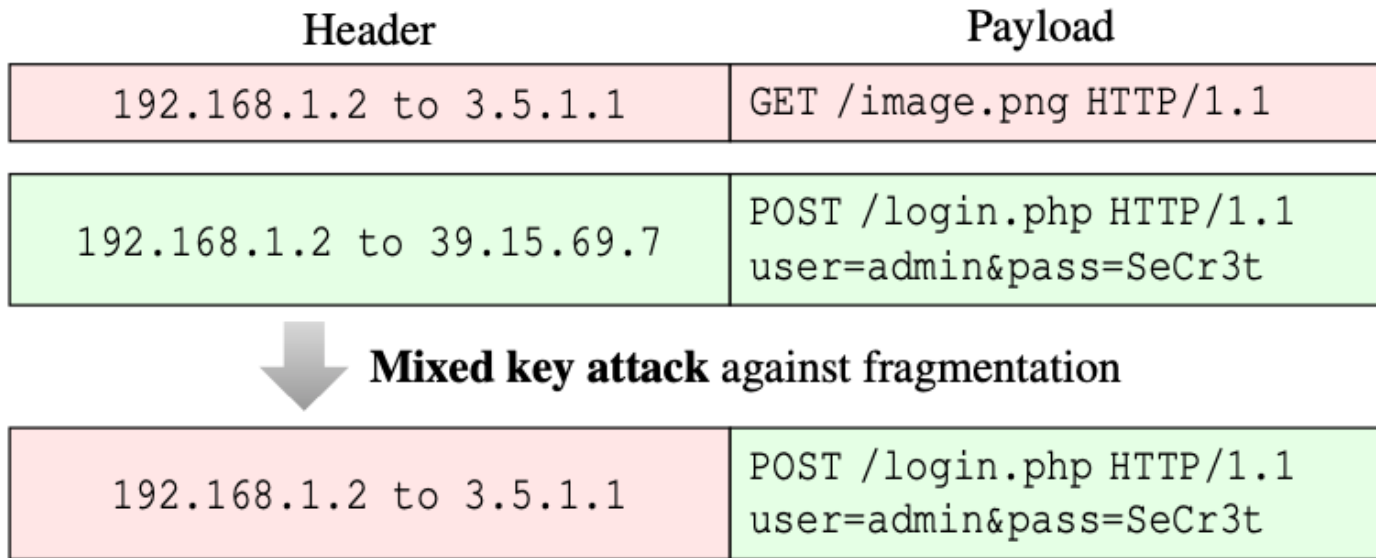 Header Payload
192.168.1.2 to 3.5.1.1 GET /image.png HTTP/1.1
192.168.1.2 to 39.15.69.7
POST /login.php HTTP/1.1
user=admin&pass=SeCr3t
Mixed key attack against fragmentation
192.168.1.2 to 3.5.1.1
POST /login.php HTTP/1.1
user=admin&pass=SeCr3t